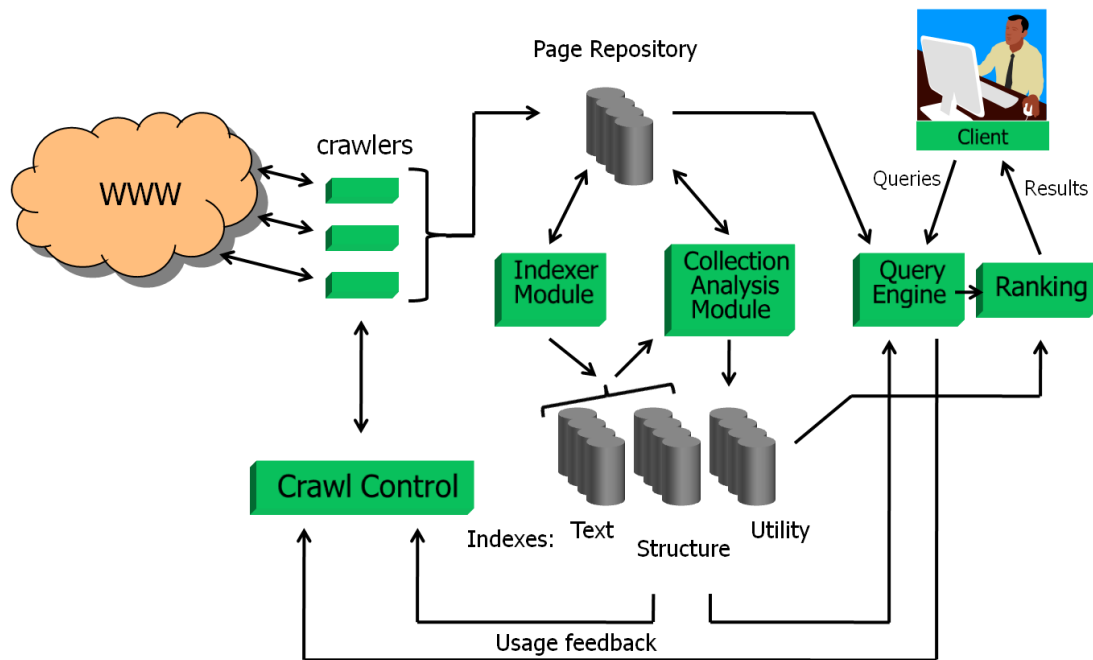 Page Repository
crawlers
WWW
Client
Queries
Results
Indexer
Module
Collection
Analysis
Module
Query
Engine
Ranking
Crawl Control
Indexes:
Text
Structure
Utility
Usage feedback